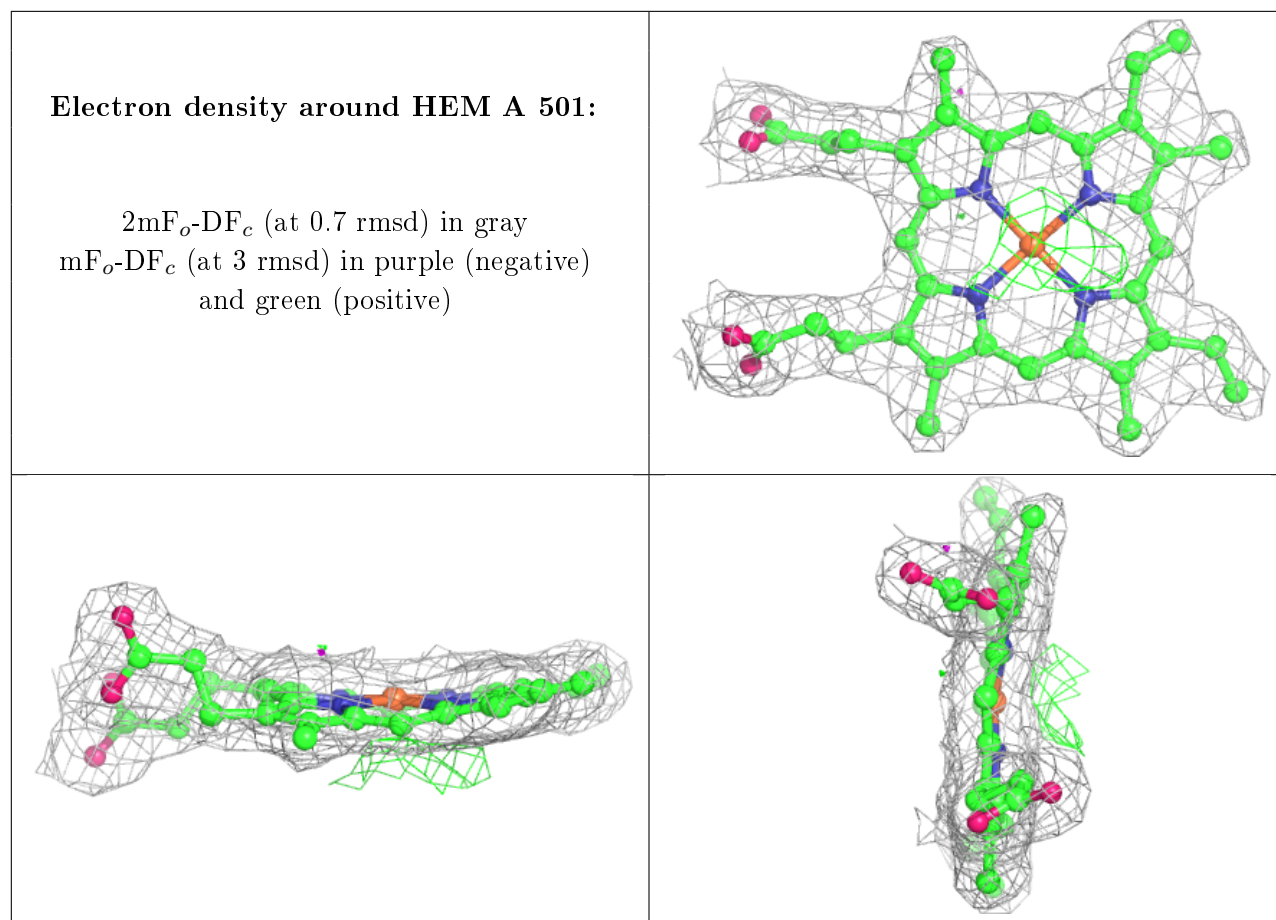 Electron density around HEM A 501:
2mFo-DFc (at 0.7 rmsd) in gray
mFo-DFc (at 3 rmsd) in purple (negative)
and green (positive)